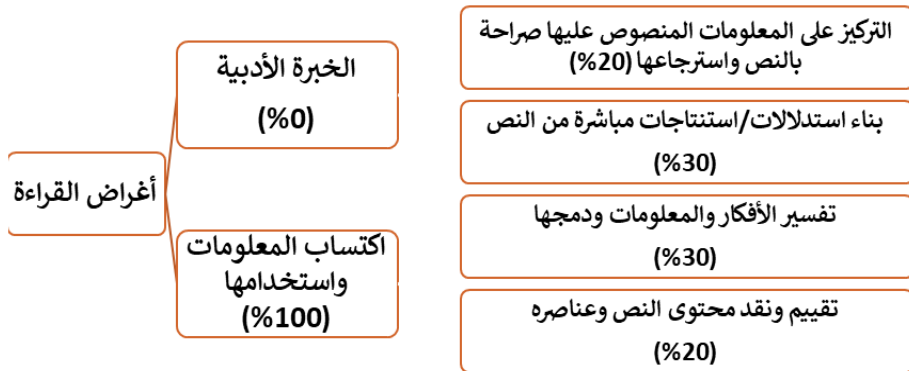 أغراض القراءة
الخبرة الأدبية
(%0)
اكتساب المعلومات
واستخدامها
(%100)
التركيز على المعلومات المنصوص عليها صراحة
بالنص واسترجاعها (20%)
بناء استدلالات/استنتاجات مباشرة من النص
(%30)
تفسير الأفكار والمعلومات ودمجها
(%30)
تقييم ونقد محتوى النص وعناصره
(%20)